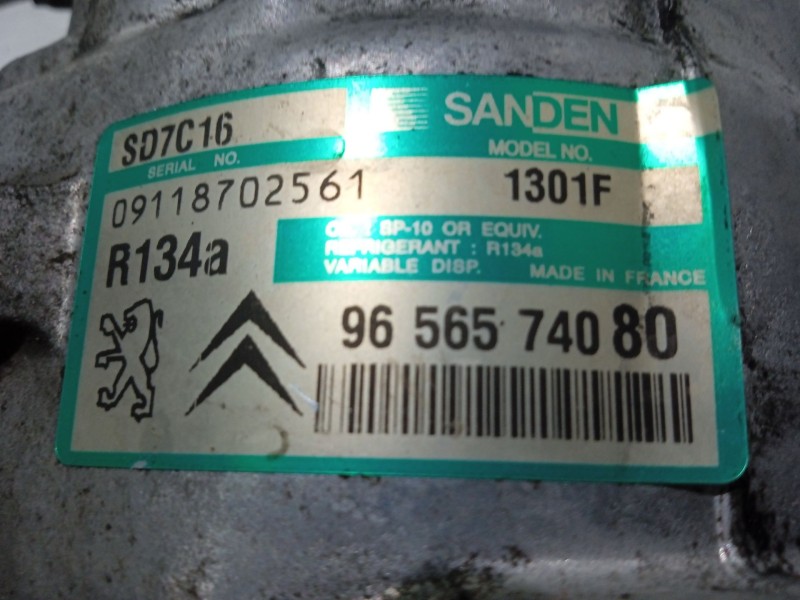 SD7C16
SANDEN
SERIAL NO.
MODEL NO.
09118702561
1301F
SP-10 OR EQUIV.
R134a
REFRIGERANT : R134a
VARIABLE DISP.
MADE IN FRANCE
96 565 740 80